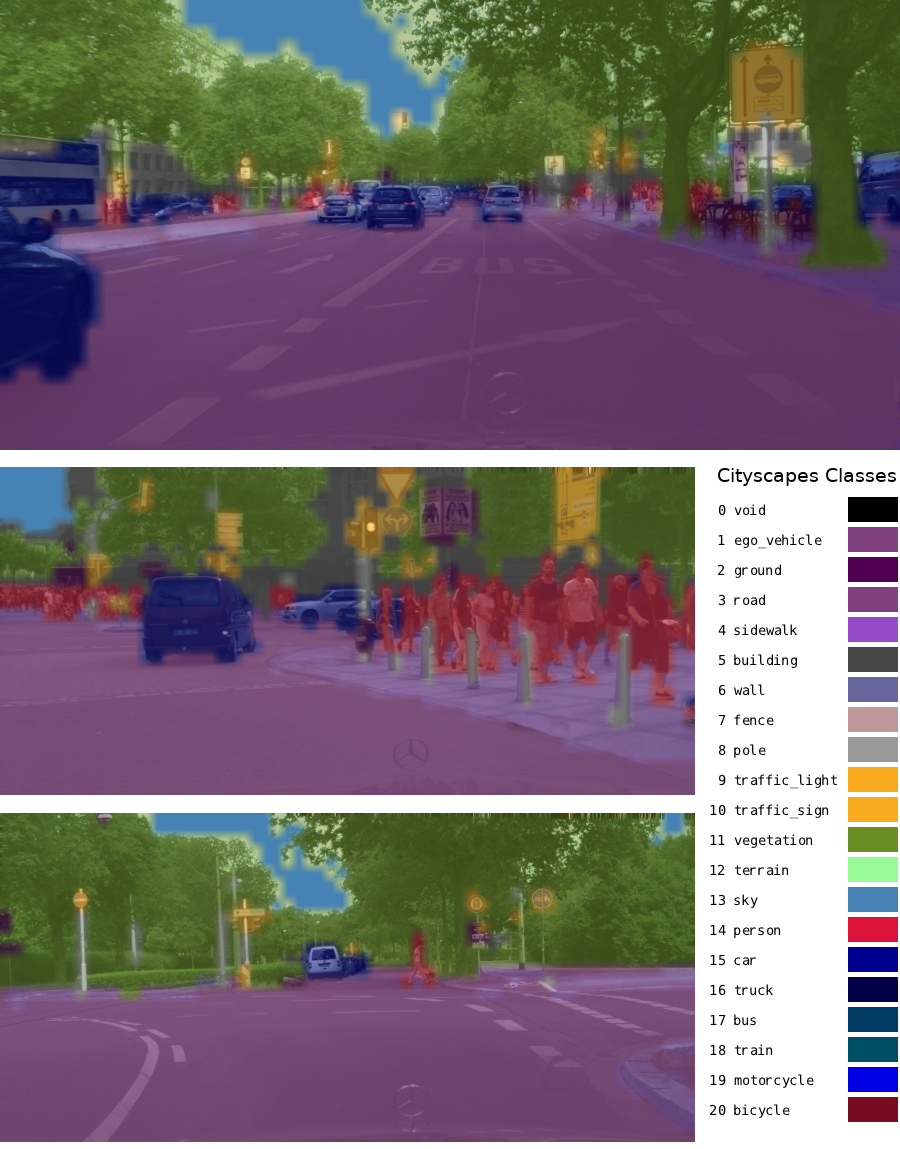 BUS
Cityscapes Classes
0 void
1 ego_vehicle
2 ground
3 road
4 sidewalk
5 building
6 wall
7 fence
8 pole
9 traffic_light
10 traffic_sign
11 vegetation
12 terrain
13 sky
14 person
15 car
16 truck
17 bus
18 train
19 motorcycle
20 bicycle